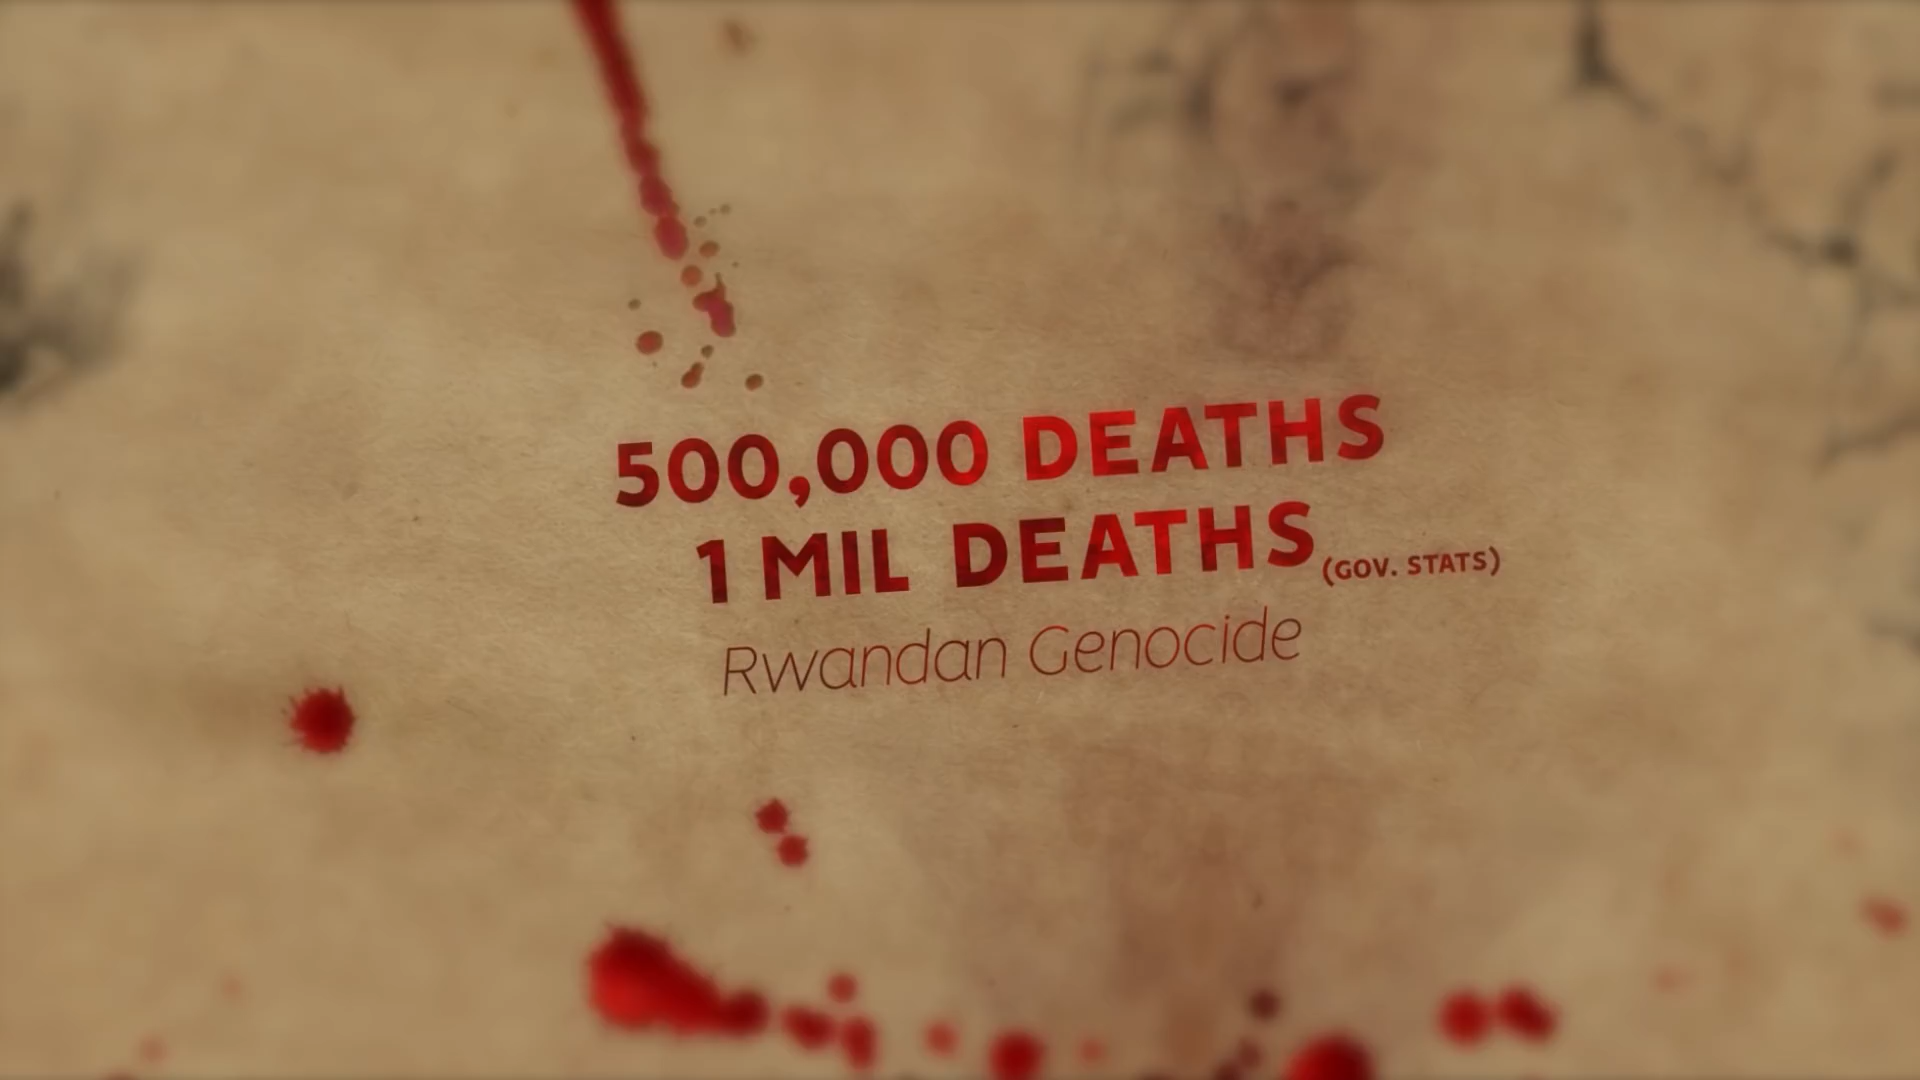 500,000 DEATHS
1 MIL DEATHS (GOV. STATS)
Rwandan Genocide